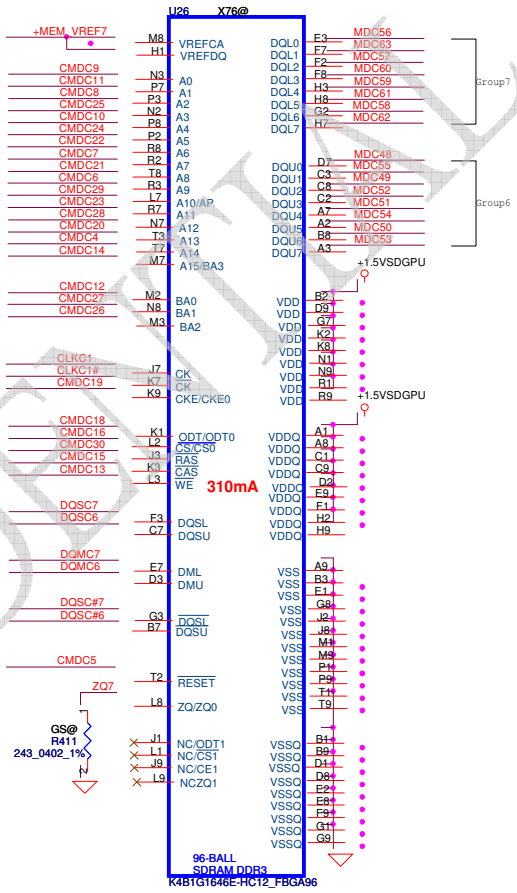 U26 X76@
+MEM_VREF7 M8 VREFCA DQL0 E3 MDC56
H1 VREFDQ DQL1 F7 MDC63
DQL2 F2 MDC57
CMDC9 N3 A0 DQL3 F8 MDC60
CMDC11 P7 A1 DQL4 H3 MDC59 Group7
CMDC8 P3 A2 DQL5 H8 MDC61
CMDC25 N2 A3 DQL6 G2 MDC58
CMDC10 P8 A4 DQL7 H7 MDC62
CMDC24 P2 A5
CMDC22 R8 A6
CMDC7 R2 A7 DQU0 D7 MDC48
CMDC21 T8 A8 DQU1 C3 MDC55
CMDC6 R3 A9 DQU2 C8 MDC49
CMDC29 L7 A10/AP DQU3 C2 MDC52
CMDC23 R7 A11 DQU4 A7 MDC51 Group6
CMDC28 N7 A12 DQU5 A2 MDC54
CMDC20 T3 A13 DQU6 B8 MDC50
CMDC4 T7 A14 DQU7 A3 MDC53
CMDC14 M7 A15/BA3
+1.5VSDGPU
CMDC12 M2 BA0 VDD B2
CMDC27 N8 BA1 VDD D9
CMDC26 M3 BA2 VDD G7
VDD K2
VDD K8
VDD N1
CLKC1 J7 CK VDD N9
CLKC1# K7 CK VDD R1
CMDC19 K9 CKE/CKE0 VDD R9
+1.5VSDGPU
CMDC18 K1 ODT/ODT0 VDDQ A1
CMDC16 L2 CS/CS0 VDDQ A8
CMDC30 J3 RAS VDDQ C1
CMDC15 K3 CAS VDDQ C9
CMDC13 L3 WE VDDQ D2
310mA VDDQ E9
VDDQ F1
DQSC7 F3 DQSL VDDQ H2
DQSC6 C7 DQSU VDDQ H9
DQMC7 E7 DML VSS A9
DQMC6 D3 DMU VSS B3
VSS E1
VSS G8
DQSC#7 G3 DQSL VSS J2
DQSC#6 B7 DQSU VSS J8
VSS M1
VSS M9
CMDC5 T2 RESET VSS P1
VSS P9
ZQ7 L8 ZQ/ZQ0 VSS T1
VSS T9
1
GS@ J1 NC/ODT1 VSSQ B1
R411 L1 NC/CS1 VSSQ B9
243_0402_1% J9 NC/CE1 VSSQ D1
2 L9 NCZQ1 VSSQ D8
VSSQ E2
VSSQ E8
VSSQ F9
VSSQ G1
VSSQ G9
96-BALL
SDRAM DDR3
K4B1G1646E-HC12_FBGA96